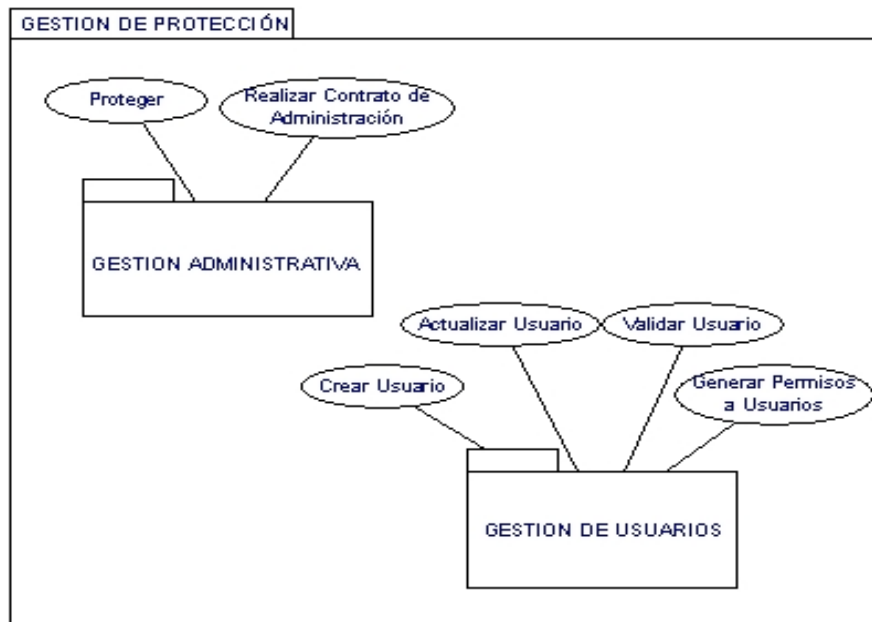 GESTION DE PROTECCIÓN
Proteger
Realizar Contrato de
Administración
GESTION ADMINISTRATIVA
Actualizar Usuario
Validar Usuario
Crear Usuario
Generar Permisos
a Usuarios
GESTION DE USUARIOS